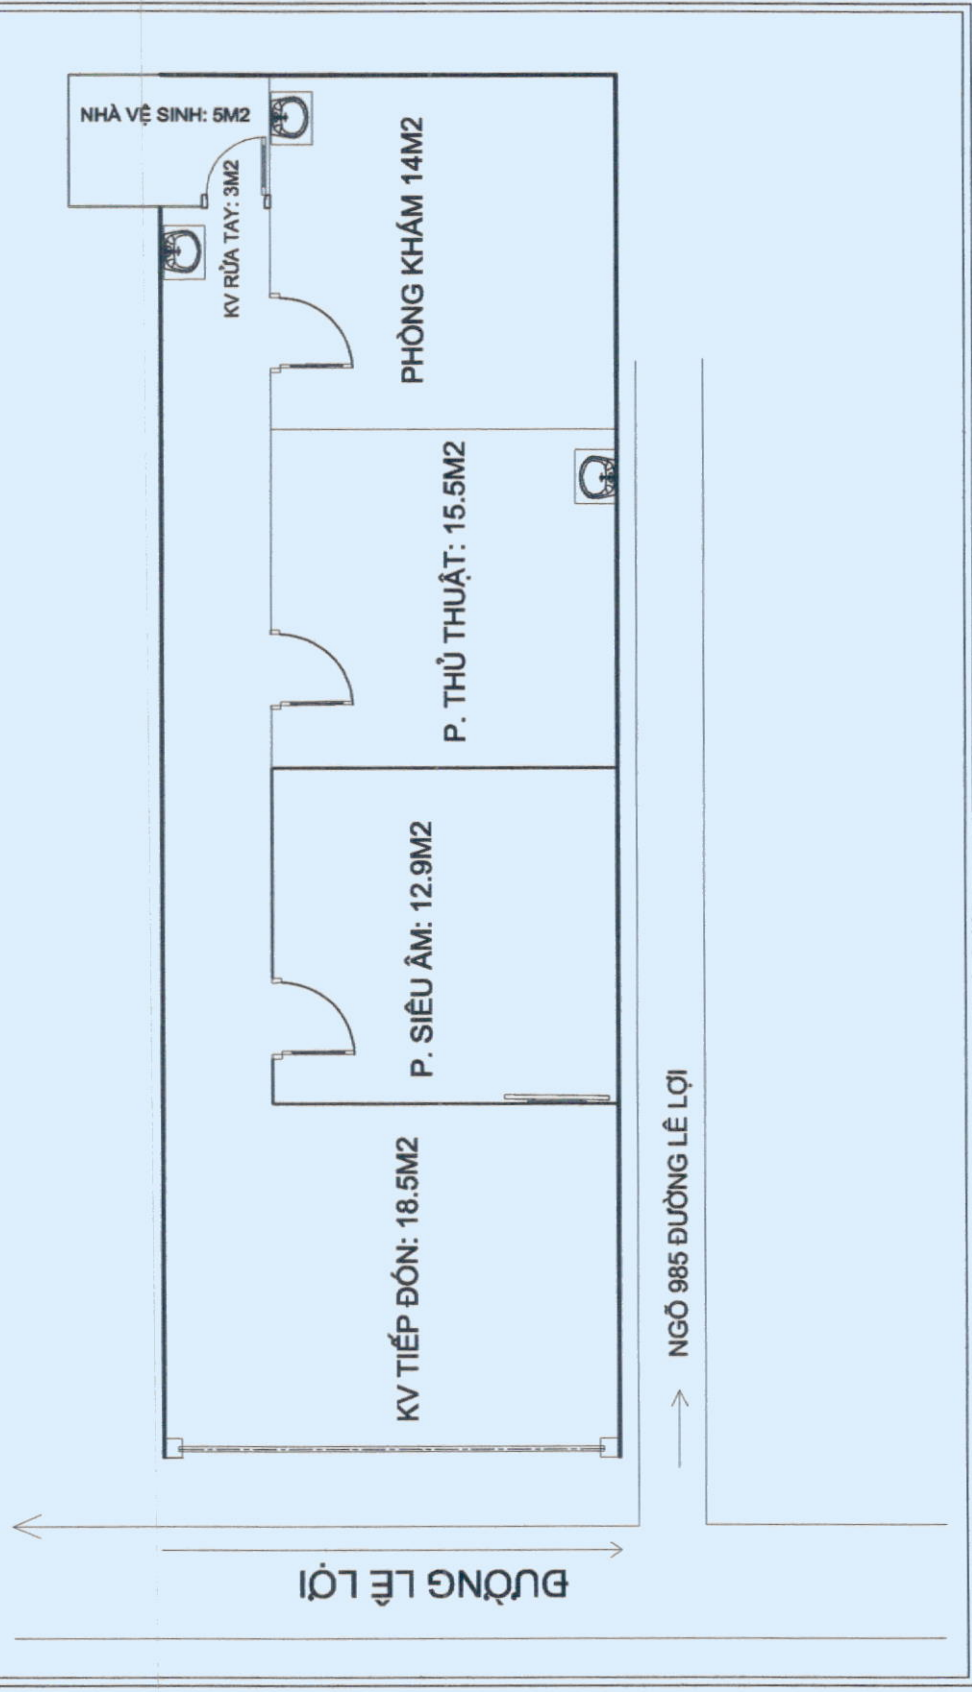 NHÀ VỆ SINH: 5M2
KV RỬA TAY: 3M2
PHÒNG KHÁM 14M2
P. THỦ THUẬT: 15.5M2
P. SIÊU ÂM: 12.9M2
KV TIẾP ĐÓN: 18.5M2
NGÕ 985 ĐƯỜNG LÊ LỢI
ĐƯỜNG LÊ LỢI